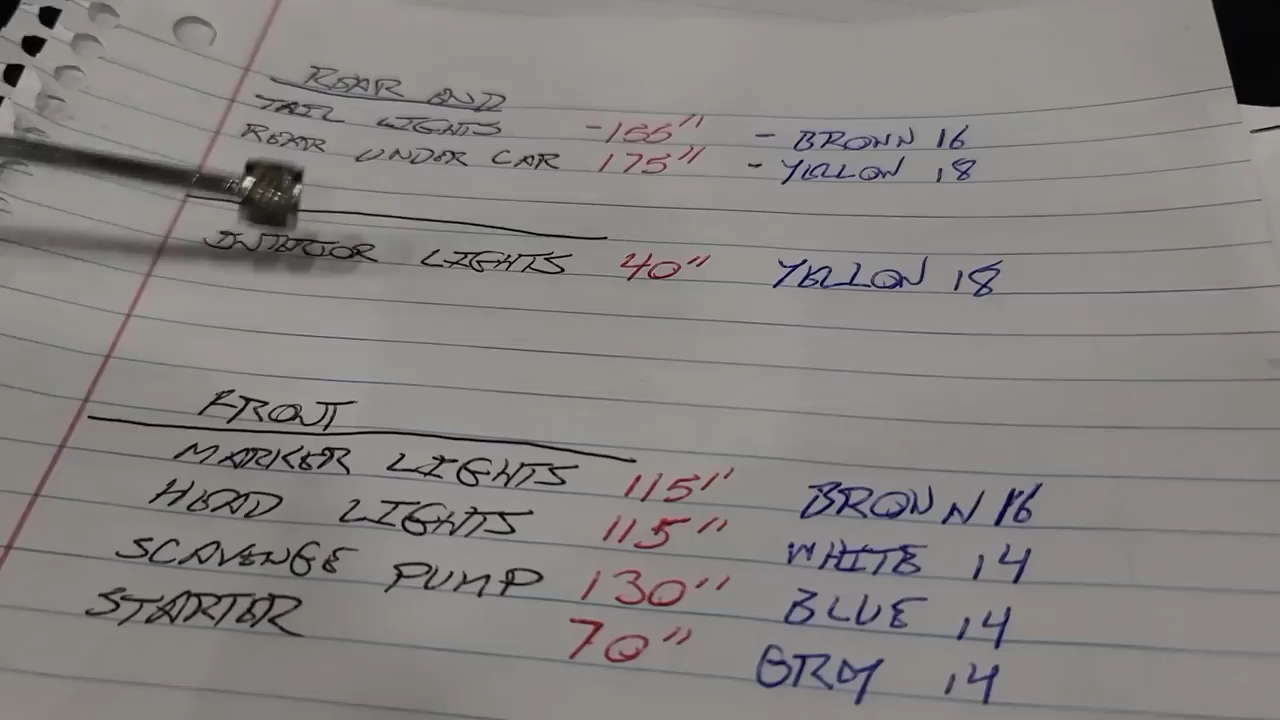 REAR END
TAIL LIGHTS -155" - BROWN 16
REAR UNDER CAR 175" - YELLOW 18
INTERIOR LIGHTS 40" YELLOW 18
FRONT
MARKER LIGHTS 115" BROWN 16
HEAD LIGHTS 115" WHITE 14
SCAVENGE PUMP 130" BLUE 14
STARTER 70" GRAY 14